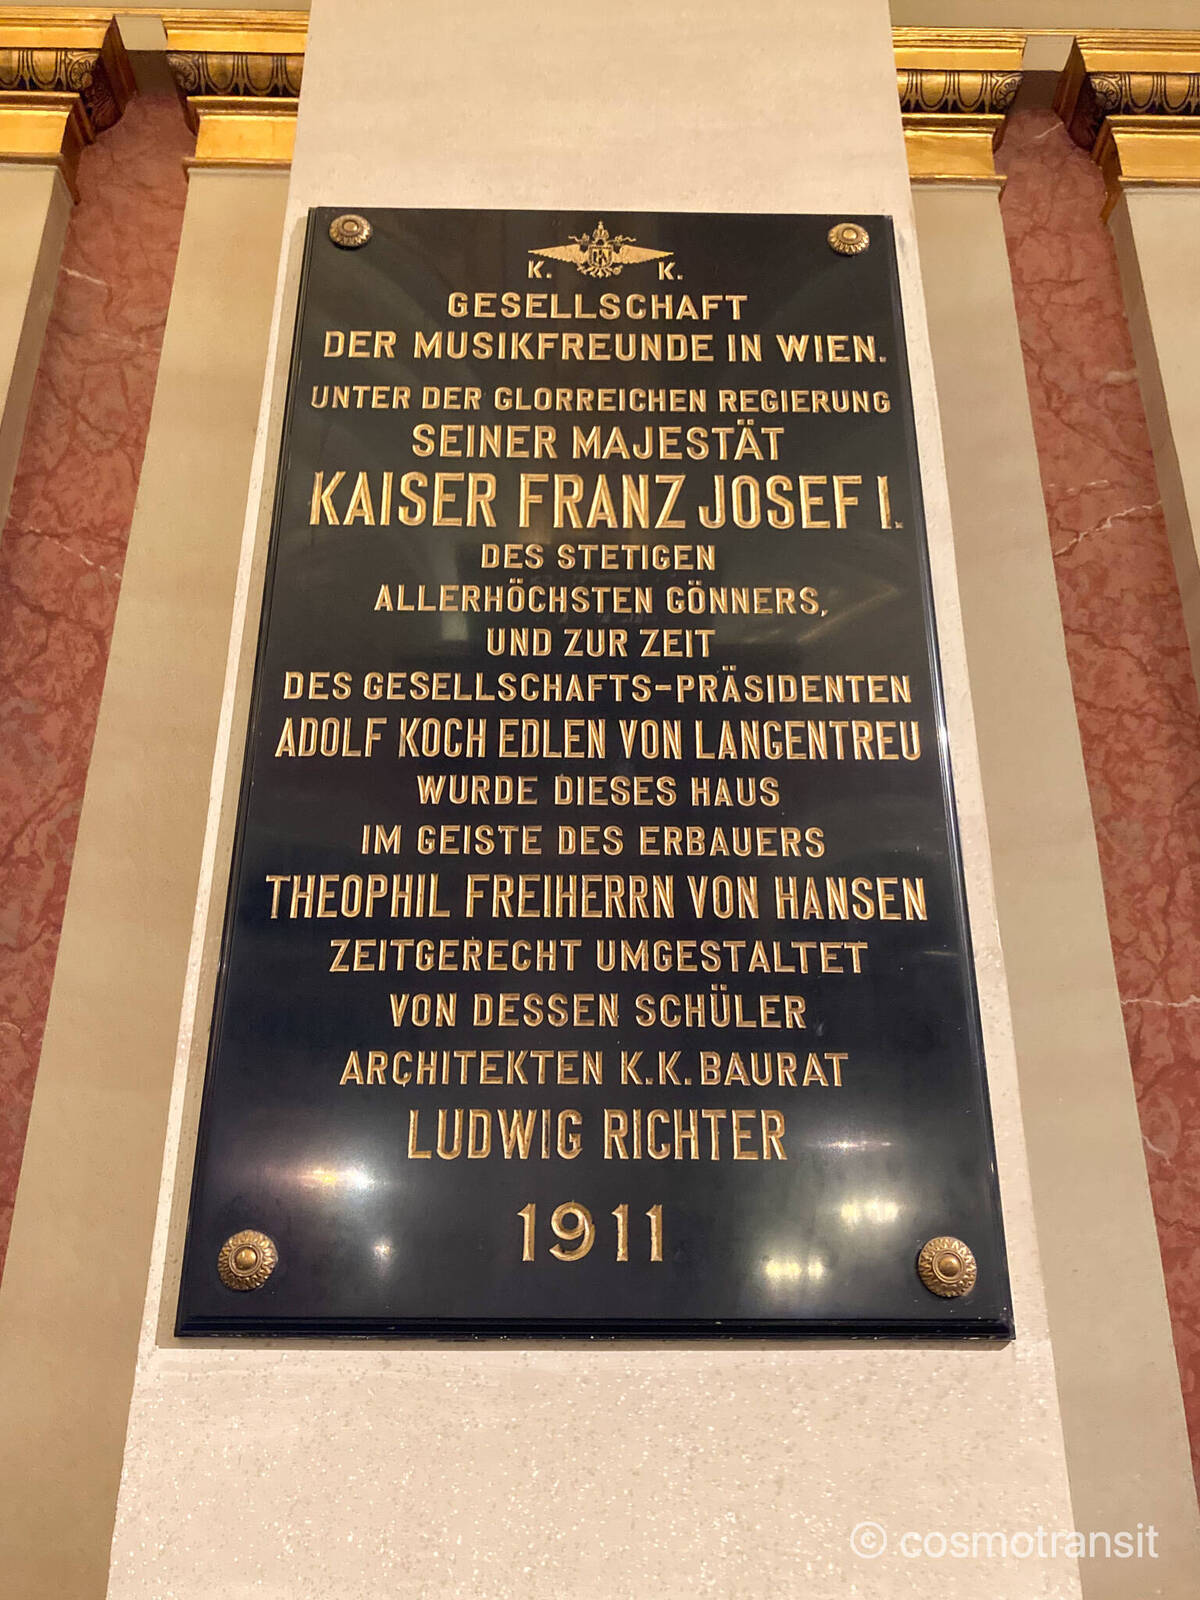 K. K.
GESELLSCHAFT
DER MUSIKFREUNDE IN WIEN.
UNTER DER GLORREICHEN REGIERUNG
SEINER MAJESTÄT
KAISER FRANZ JOSEF I.
DES STETIGEN
ALLERHÖCHSTEN GÖNNERS,
UND ZUR ZEIT
DES GESELLSCHAFTS-PRÄSIDENTEN
ADOLF KOCH EDLEN VON LANGENTREU
WURDE DIESES HAUS
IM GEISTE DES ERBAUERS
THEOPHIL FREIHERRN VON HANSEN
ZEITGERECHT UMGESTALTET
VON DESSEN SCHÜLER
ARCHITEKTEN K.K. BAURAT
LUDWIG RICHTER
1911
© cosmotransit